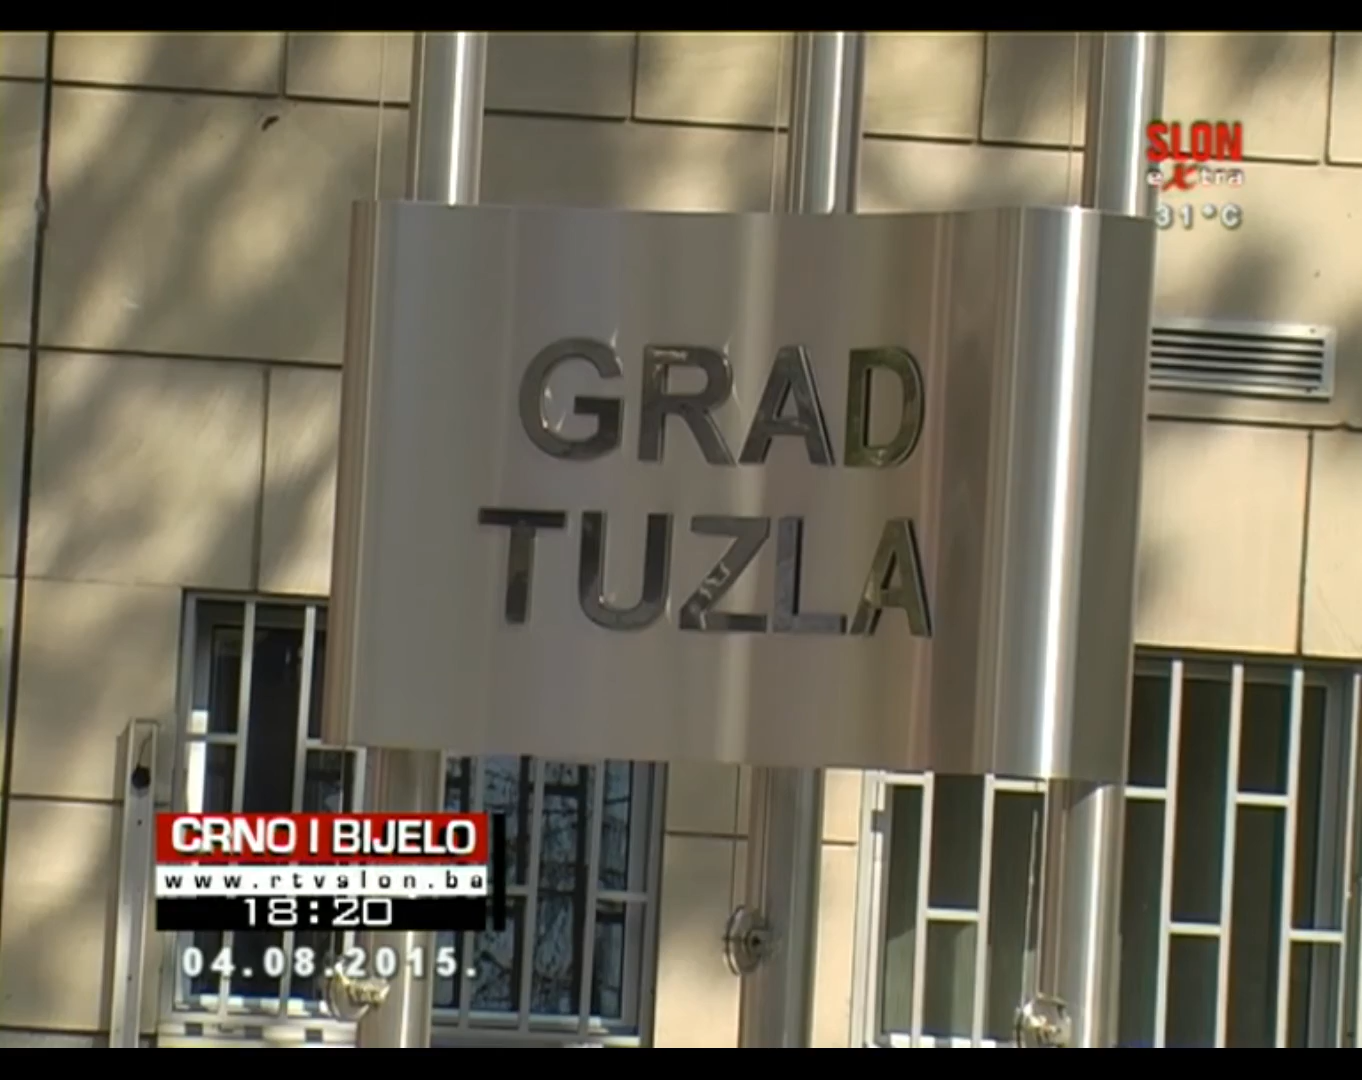 SLON
extra
31°C
GRAD
TUZLA
CRNO I BIJELO
www.rtvslon.ba
18:20
04.08.2015.